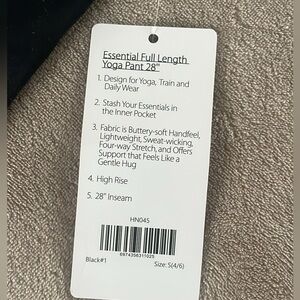 Essential Full Length
Yoga Pant 28"
1. Design for Yoga, Train and
Daily Wear
2. Stash Your Essentials in
the Inner Pocket
3. Fabric is Buttery-soft Handfeel,
Lightweight, Sweat-wicking,
Four-way Stretch, and Offers
Support that Feels Like a
Gentle Hug
4. High Rise
5. 28" Inseam
HN045
6974356311025
Black#1
Size: S(4/6)